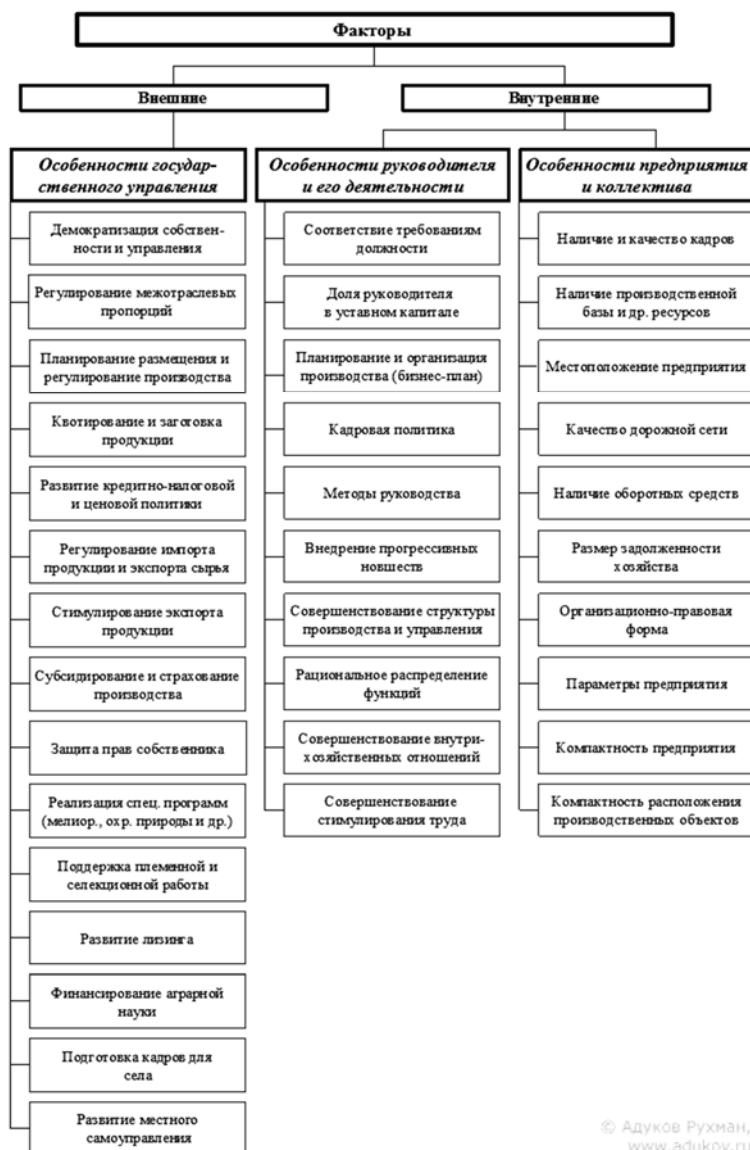 Факторы
Внешние
Внутренние
Особенности государ-
ственного управления
Демократизация собствен-
ности и управления
Регулирование межотраслевых
пропорций
Планирование размещения и
регулирование производства
Квотирование и заготовка
продукции
Развитие кредитно-налоговой
и ценовой политики
Регулирование импорта
продукции и экспорта сырья
Стимулирование экспорта
продукции
Субсидирование и страхование
производства
Защита прав собственника
Реализация спец. программ
(мелиор., охр. природы и др.)
Поддержка племенной и
селекционной работы
Развитие лизинга
Финансирование аграрной
науки
Подготовка кадров для
села
Развитие местного
самоуправления
Особенности руководителя
и его деятельности
Соответствие требованиям
должности
Доля руководителя
в уставном капитале
Планирование и организация
производства (бизнес-план)
Кадровая политика
Методы руководства
Внедрение прогрессивных
новшеств
Совершенствование структуры
производства и управления
Рациональное распределение
функций
Совершенствование внутри-
хозяйственных отношений
Совершенствование
стимулирования труда
Особенности предприятия
и коллектива
Наличие и качество кадров
Наличие производственной
базы и др. ресурсов
Местоположение предприятия
Качество дорожной сети
Наличие оборотных средств
Размер задолженности
хозяйства
Организационно-правовая
форма
Параметры предприятия
Компактность предприятия
Компактность расположения
производственных объектов
© Адуков Рухман,
www.adukov.ru